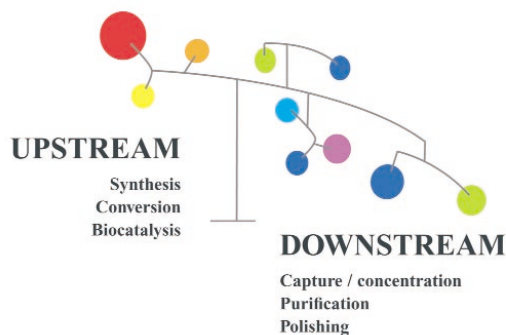 UPSTREAM
Synthesis
Conversion
Biocatalysis
DOWNSTREAM
Capture / concentration
Purification
Polishing